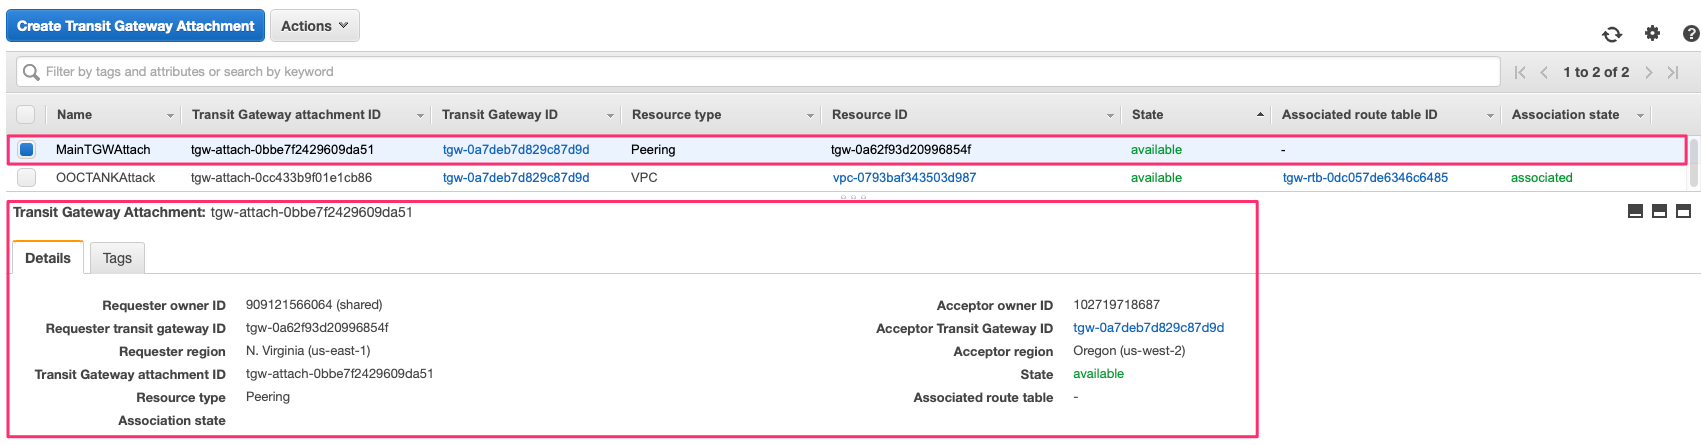 Create Transit Gateway Attachment Actions
Filter by tags and attributes or search by keyword 1 to 2 of 2
Name Transit Gateway attachment ID Transit Gateway ID Resource type Resource ID State Associated route table ID Association state
MainTGWAttach tgw-attach-0bbe7f2429609da51 tgw-0a7deb7d829c87d9d Peering tgw-0a62f93d20996854f available -
OOCTANKAttack tgw-attach-0cc433b9f01e1cb86 tgw-0a7deb7d829c87d9d VPC vpc-0793baf343503d987 available tgw-rtb-0dc057de6346c6485 associated
Transit Gateway Attachment: tgw-attach-0bbe7f2429609da51
Details Tags
Requester owner ID 909121566064 (shared) Acceptor owner ID 102719718687
Requester transit gateway ID tgw-0a62f93d20996854f Acceptor Transit Gateway ID tgw-0a7deb7d829c87d9d
Requester region N. Virginia (us-east-1) Acceptor region Oregon (us-west-2)
Transit Gateway attachment ID tgw-attach-0bbe7f2429609da51 State available
Resource type Peering Associated route table -
Association state